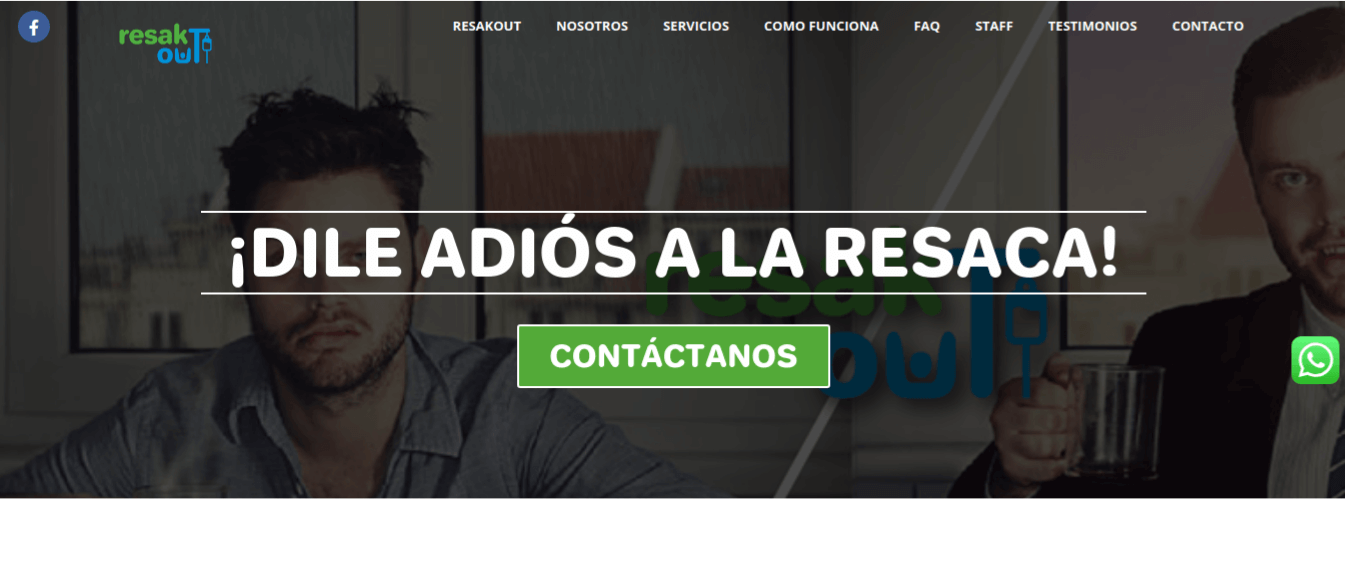 resak
out
RESAKOUT NOSOTROS SERVICIOS COMO FUNCIONA FAQ STAFF TESTIMONIOS CONTACTO
¡DILE ADIÓS A LA RESACA!
resak
out
CONTÁCTANOS